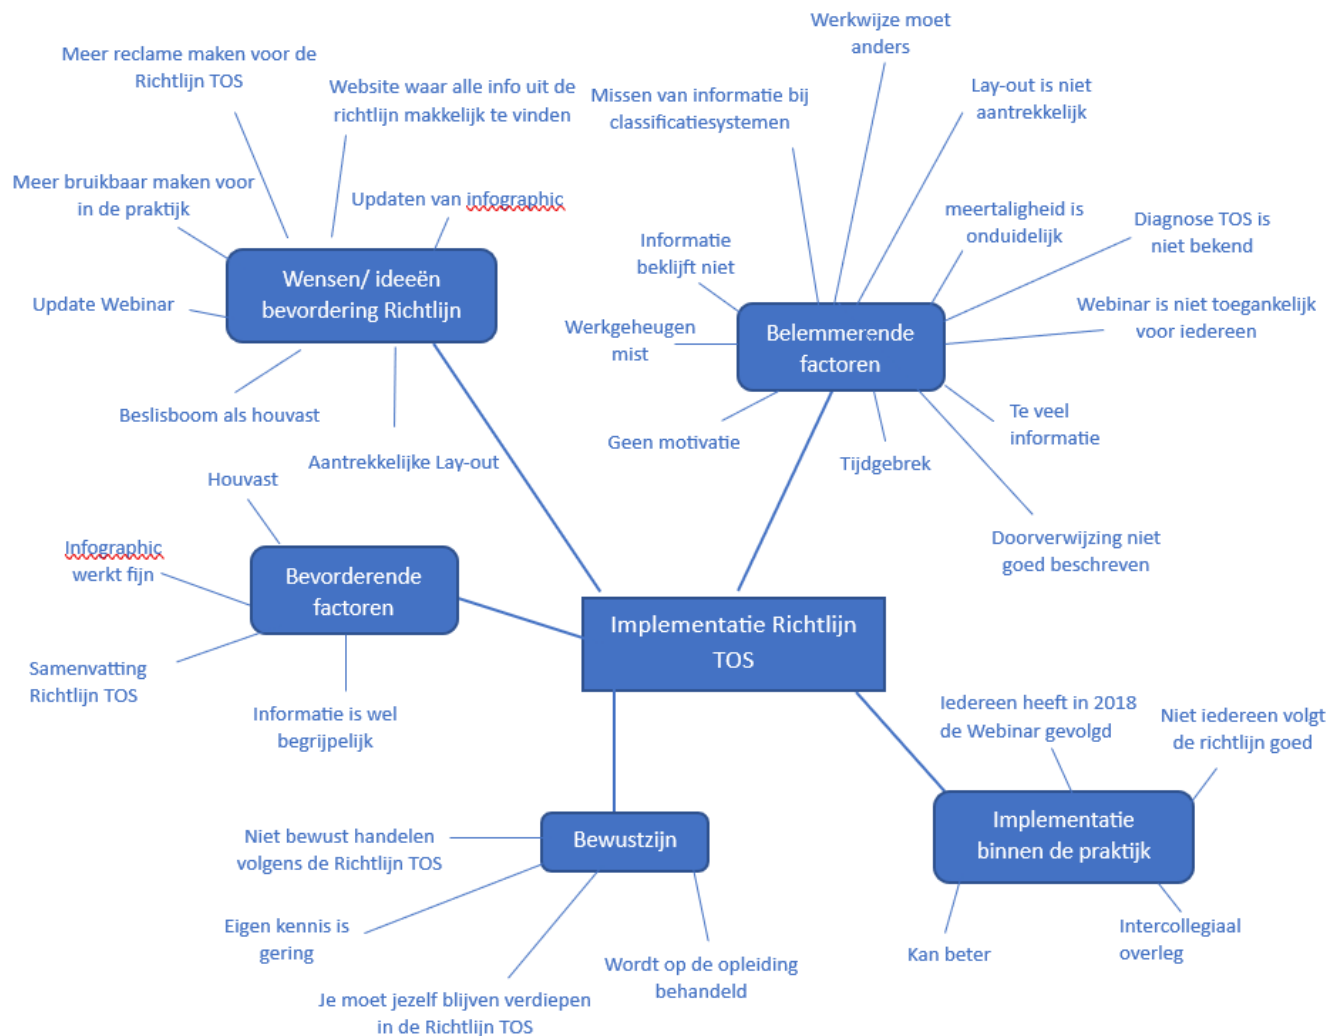 Meer reclame maken voor de
Richtlijn TOS
Website waar alle info uit de
richtlijn makkelijk te vinden
Meer bruikbaar maken voor
in de praktijk
Updaten van infographic
Update Webinar
Wensen/ ideeën
bevordering Richtlijn
Beslisboom als houvast
Aantrekkelijke Lay-out
Werkwijze moet
anders
Missen van informatie bij
classificatiesystemen
Lay-out is niet
aantrekkelijk
Informatie
beklijft niet
meertaligheid is
onduidelijk
Diagnose TOS is
niet bekend
Werkgeheugen
mist
Belemmerende
factoren
Webinar is niet toegankelijk
voor iedereen
Geen motivatie
Tijdgebrek
Te veel
informatie
Doorverwijzing niet
goed beschreven
Houvast
Infographic
werkt fijn
Bevorderende
factoren
Samenvatting
Richtlijn TOS
Informatie is wel
begrijpelijk
Implementatie Richtlijn
TOS
Bewustzijn
Niet bewust handelen
volgens de Richtlijn TOS
Eigen kennis is
gering
Je moet jezelf blijven verdiepen
in de Richtlijn TOS
Wordt op de opleiding
behandeld
Iedereen heeft in 2018
de Webinar gevolgd
Niet iedereen volgt
de richtlijn goed
Implementatie
binnen de praktijk
Kan beter
Intercollegiaal
overleg